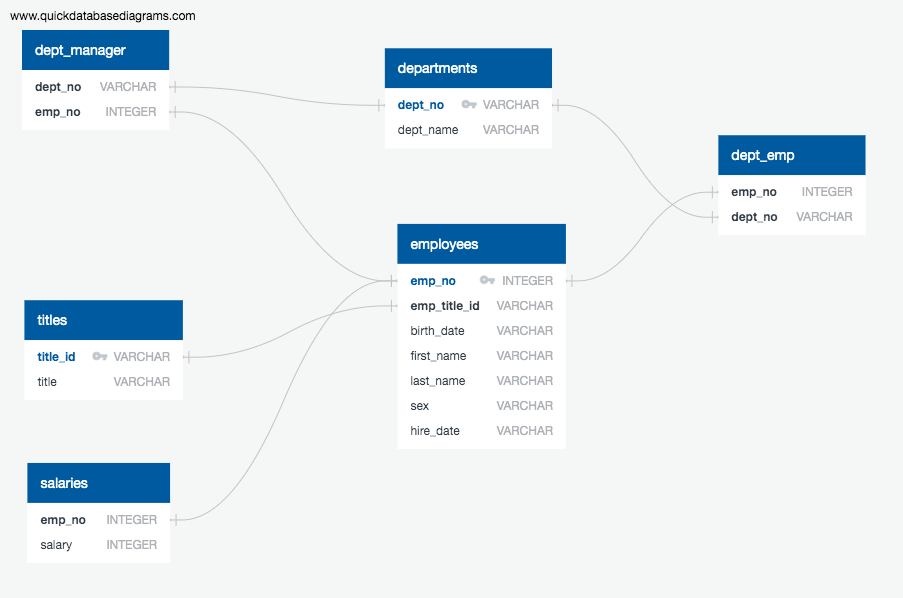 www.quickdatabasediagrams.com
dept_manager
dept_no VARCHAR
emp_no INTEGER
departments
dept_no VARCHAR
dept_name VARCHAR
dept_emp
emp_no INTEGER
dept_no VARCHAR
employees
emp_no INTEGER
emp_title_id VARCHAR
birth_date VARCHAR
first_name VARCHAR
last_name VARCHAR
sex VARCHAR
hire_date VARCHAR
titles
title_id VARCHAR
title VARCHAR
salaries
emp_no INTEGER
salary INTEGER